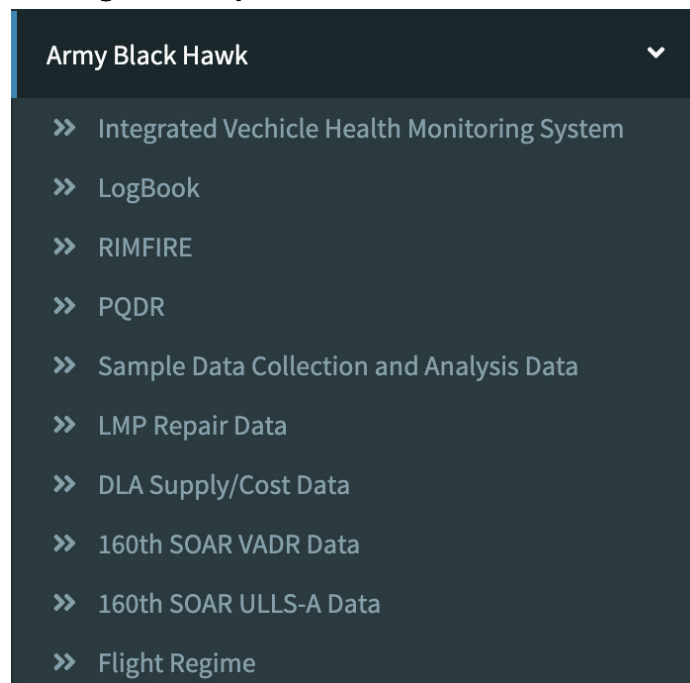 Army Black Hawk
Integrated Vechicle Health Monitoring System
LogBook
RIMFIRE
PQDR
Sample Data Collection and Analysis Data
LMP Repair Data
DLA Supply/Cost Data
160th SOAR VADR Data
160th SOAR ULLS-A Data
Flight Regime